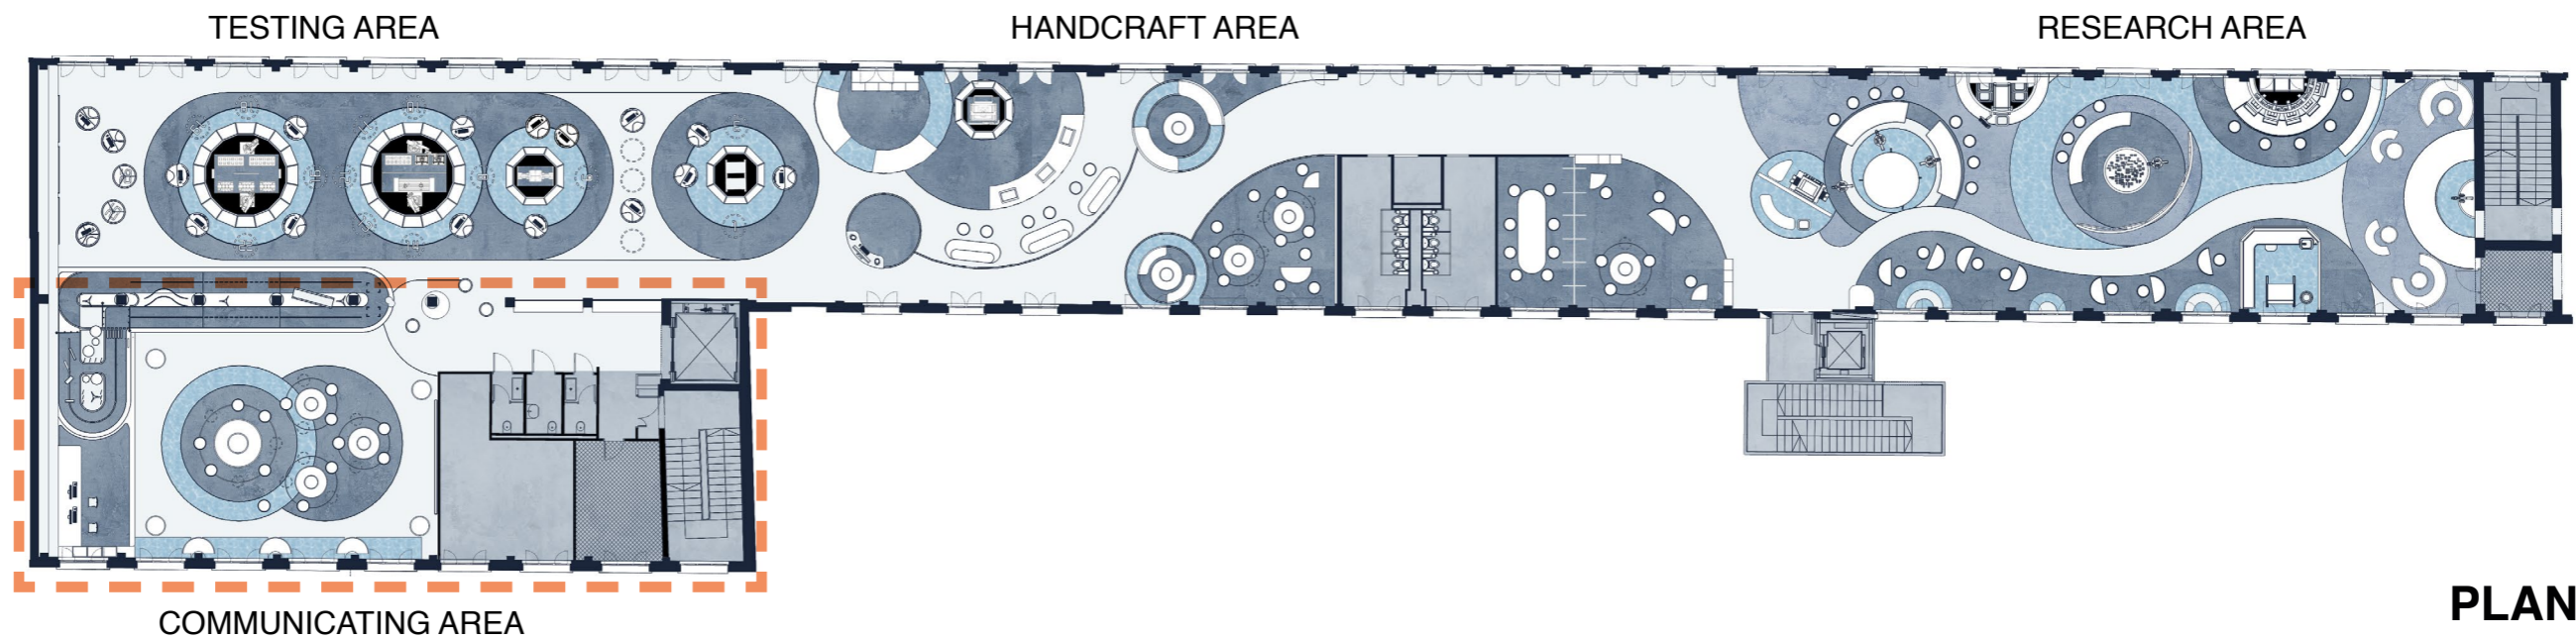 TESTING AREA
HANDCRAFT AREA
RESEARCH AREA
COMMUNICATING AREA
PLAN